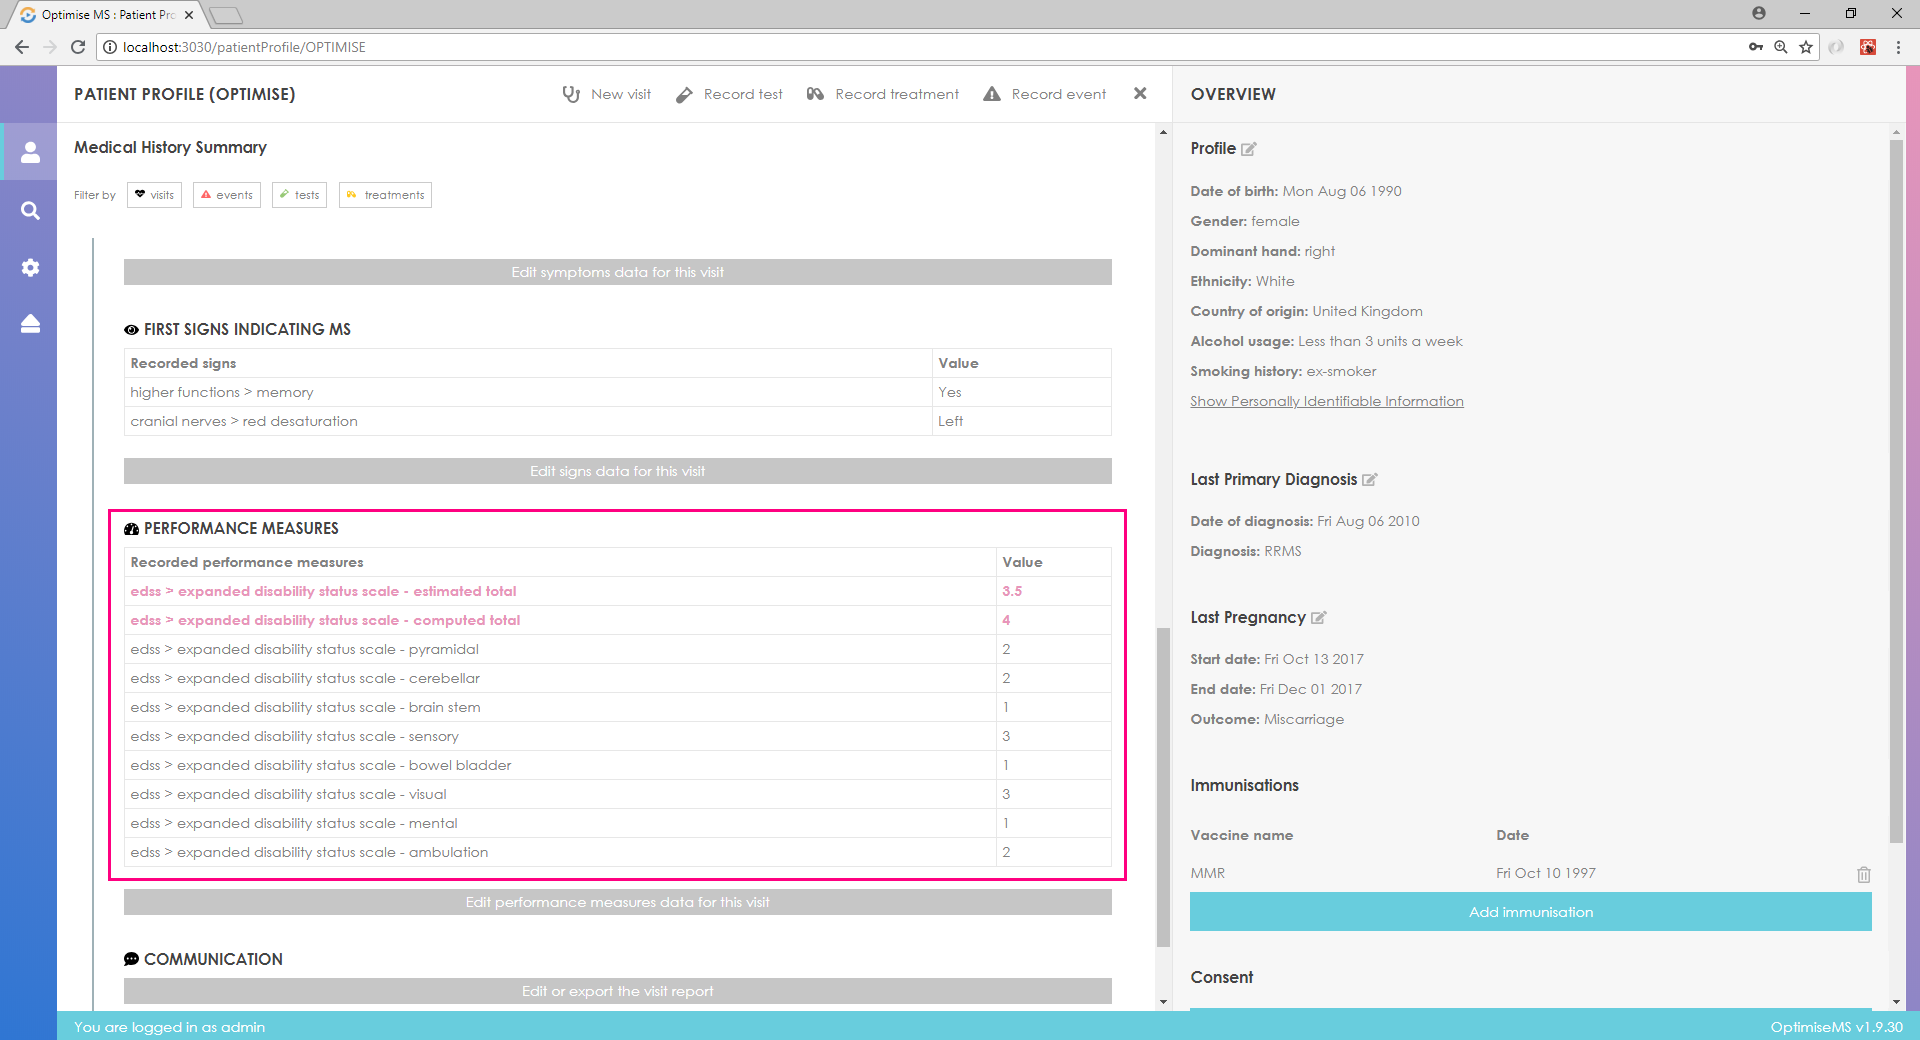 Optimise MS : Patient Pro
localhost:3030/patientProfile/OPTIMISE
PATIENT PROFILE (OPTIMISE)
New visit
Record test
Record treatment
Record event
Medical History Summary
Filter by
visits
events
tests
treatments
Edit symptoms data for this visit
FIRST SIGNS INDICATING MS
Recorded signs Value
higher functions > memory Yes
cranial nerves > red desaturation Left
Edit signs data for this visit
PERFORMANCE MEASURES
Recorded performance measures Value
edss > expanded disability status scale - estimated total 3.5
edss > expanded disability status scale - computed total 4
edss > expanded disability status scale - pyramidal 2
edss > expanded disability status scale - cerebellar 2
edss > expanded disability status scale - brain stem 1
edss > expanded disability status scale - sensory 3
edss > expanded disability status scale - bowel bladder 1
edss > expanded disability status scale - visual 3
edss > expanded disability status scale - mental 1
edss > expanded disability status scale - ambulation 2
Edit performance measures data for this visit
COMMUNICATION
Edit or export the visit report
OVERVIEW
Profile
Date of birth: Mon Aug 06 1990
Gender: female
Dominant hand: right
Ethnicity: White
Country of origin: United Kingdom
Alcohol usage: Less than 3 units a week
Smoking history: ex-smoker
Show Personally Identifiable Information
Last Primary Diagnosis
Date of diagnosis: Fri Aug 06 2010
Diagnosis: RRMS
Last Pregnancy
Start date: Fri Oct 13 2017
End date: Fri Dec 01 2017
Outcome: Miscarriage
Immunisations
Vaccine name Date
MMR Fri Oct 10 1997
Add immunisation
Consent
You are logged in as admin
OptimiseMS v1.9.30